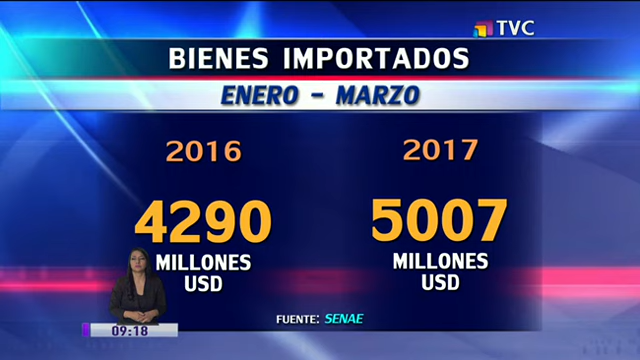 TVC
BIENES IMPORTADOS
ENERO - MARZO
2016
2017
4290
5007
MILLONES
USD
MILLONES
USD
FUENTE: SENAE
09:18